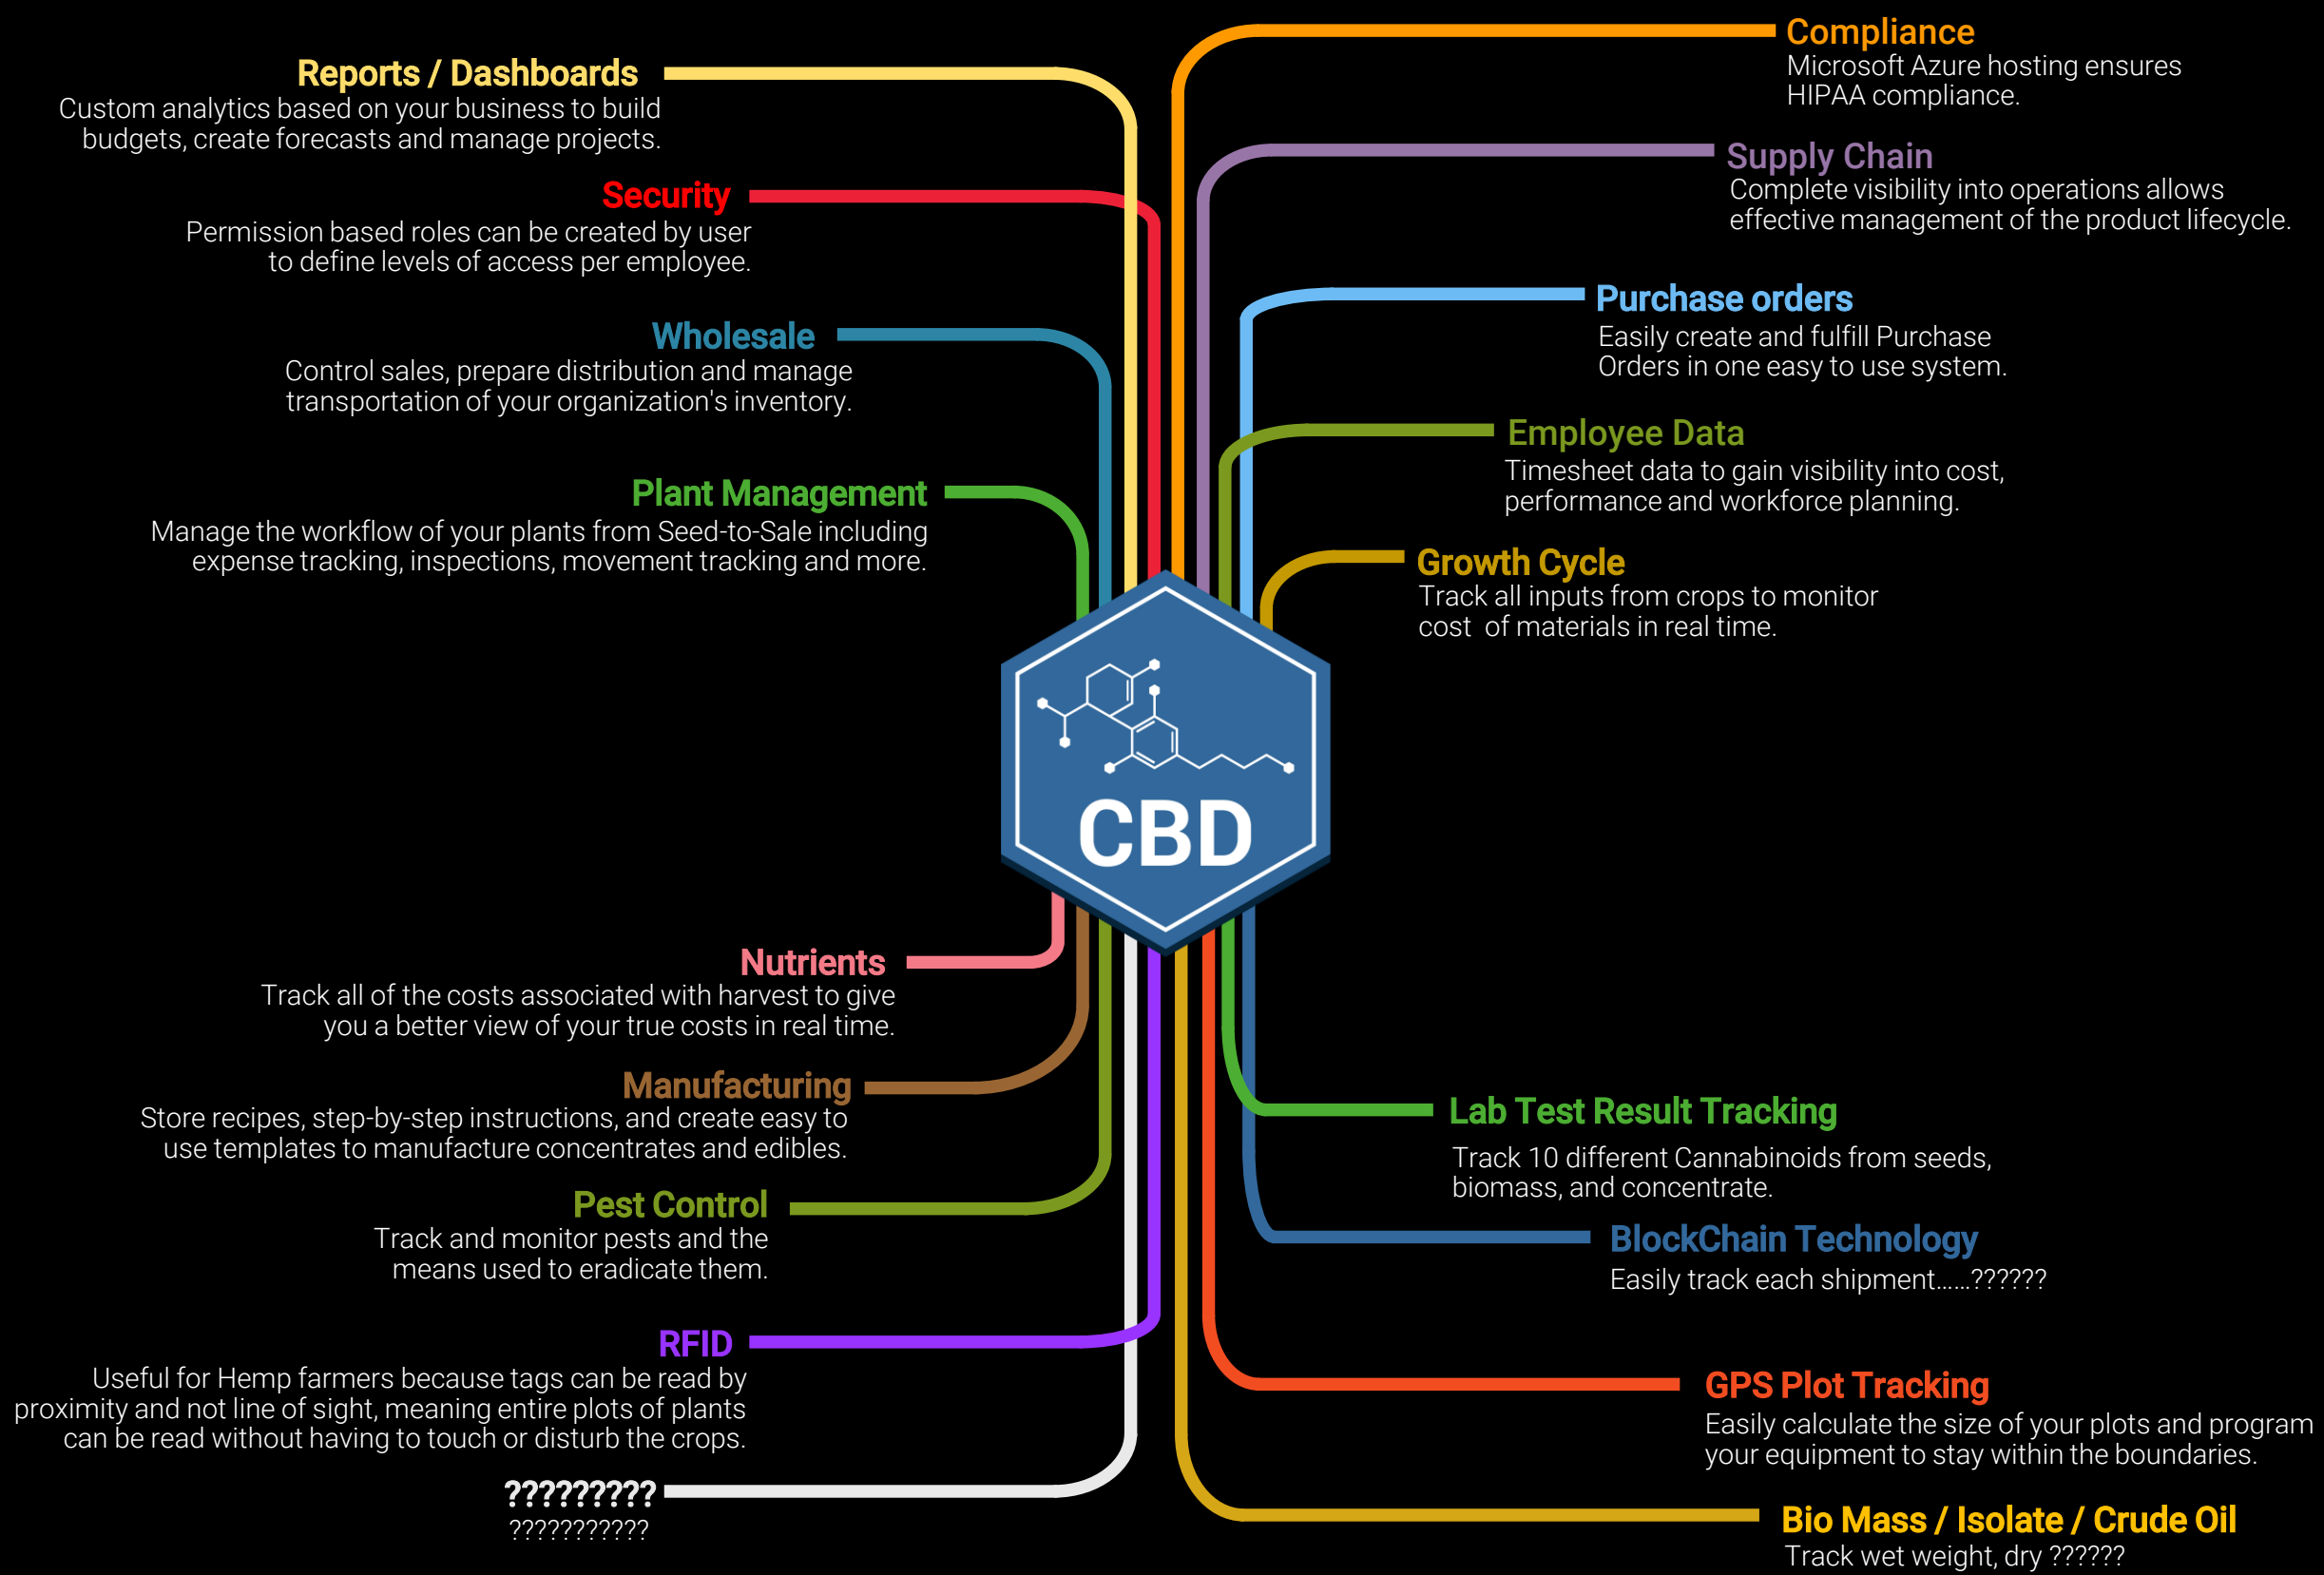 Reports / Dashboards
Custom analytics based on your business to build
budgets, create forecasts and manage projects.
Security
Permission based roles can be created by user
to define levels of access per employee.
Wholesale
Control sales, prepare distribution and manage
transportation of your organization's inventory.
Plant Management
Manage the workflow of your plants from Seed-to-Sale including
expense tracking, inspections, movement tracking and more.
Compliance
Microsoft Azure hosting ensures
HIPAA compliance.
Supply Chain
Complete visibility into operations allows
effective management of the product lifecycle.
Purchase orders
Easily create and fulfill Purchase
Orders in one easy to use system.
Employee Data
Timesheet data to gain visibility into cost,
performance and workforce planning.
Growth Cycle
Track all inputs from crops to monitor
cost  of materials in real time.
CBD
Nutrients
Track all of the costs associated with harvest to give
you a better view of your true costs in real time.
Manufacturing
Store recipes, step-by-step instructions, and create easy to
use templates to manufacture concentrates and edibles.
Pest Control
Track and monitor pests and the
means used to eradicate them.
RFID
Useful for Hemp farmers because tags can be read by
proximity and not line of sight, meaning entire plots of plants
can be read without having to touch or disturb the crops.
?????????
???????????
Lab Test Result Tracking
Track 10 different Cannabinoids from seeds,
biomass, and concentrate.
BlockChain Technology
Easily track each shipment......??????
GPS Plot Tracking
Easily calculate the size of your plots and program
your equipment to stay within the boundaries.
Bio Mass / Isolate / Crude Oil
Track wet weight, dry ??????